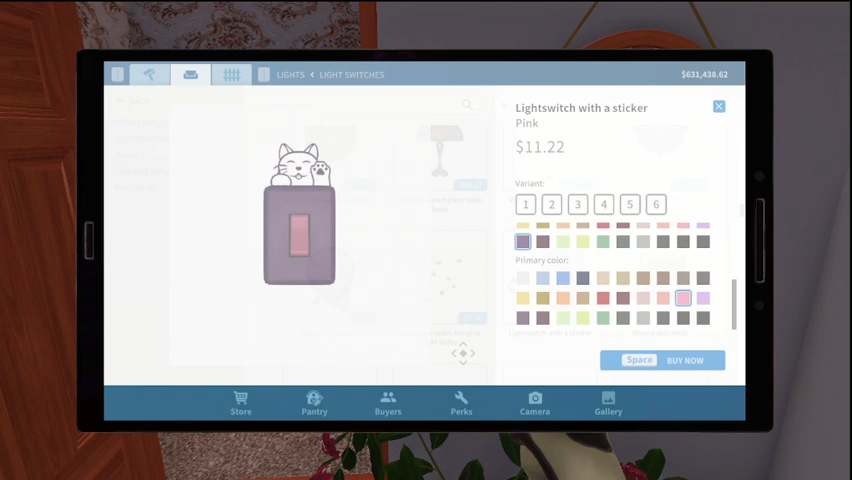 LIGHTS < LIGHT SWITCHES
$631,438.62
BACK
Lightswitch with a sticker
Pink
$11.22
Variant:
1 2 3 4 5 6
Primary color:
Space BUY NOW
Store Pantry Buyers Perks Camera Gallery